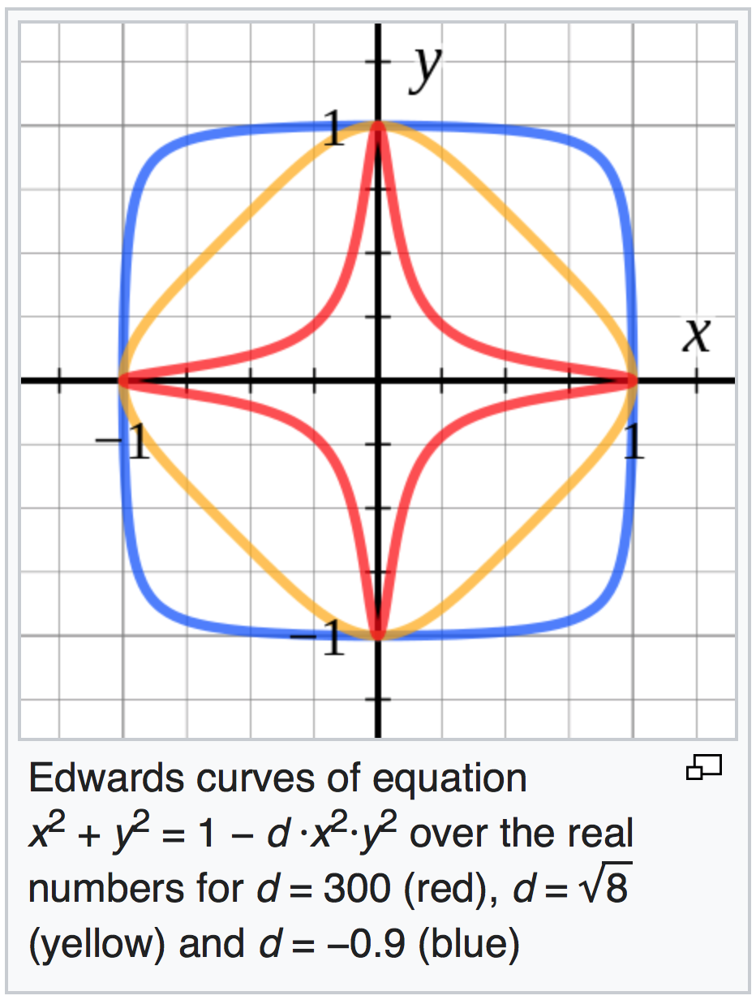 y
1
x
−1
1
−1
Edwards curves of equation
x² + y² = 1 − d ·x²·y² over the real
numbers for d = 300 (red), d = √8
(yellow) and d = −0.9 (blue)